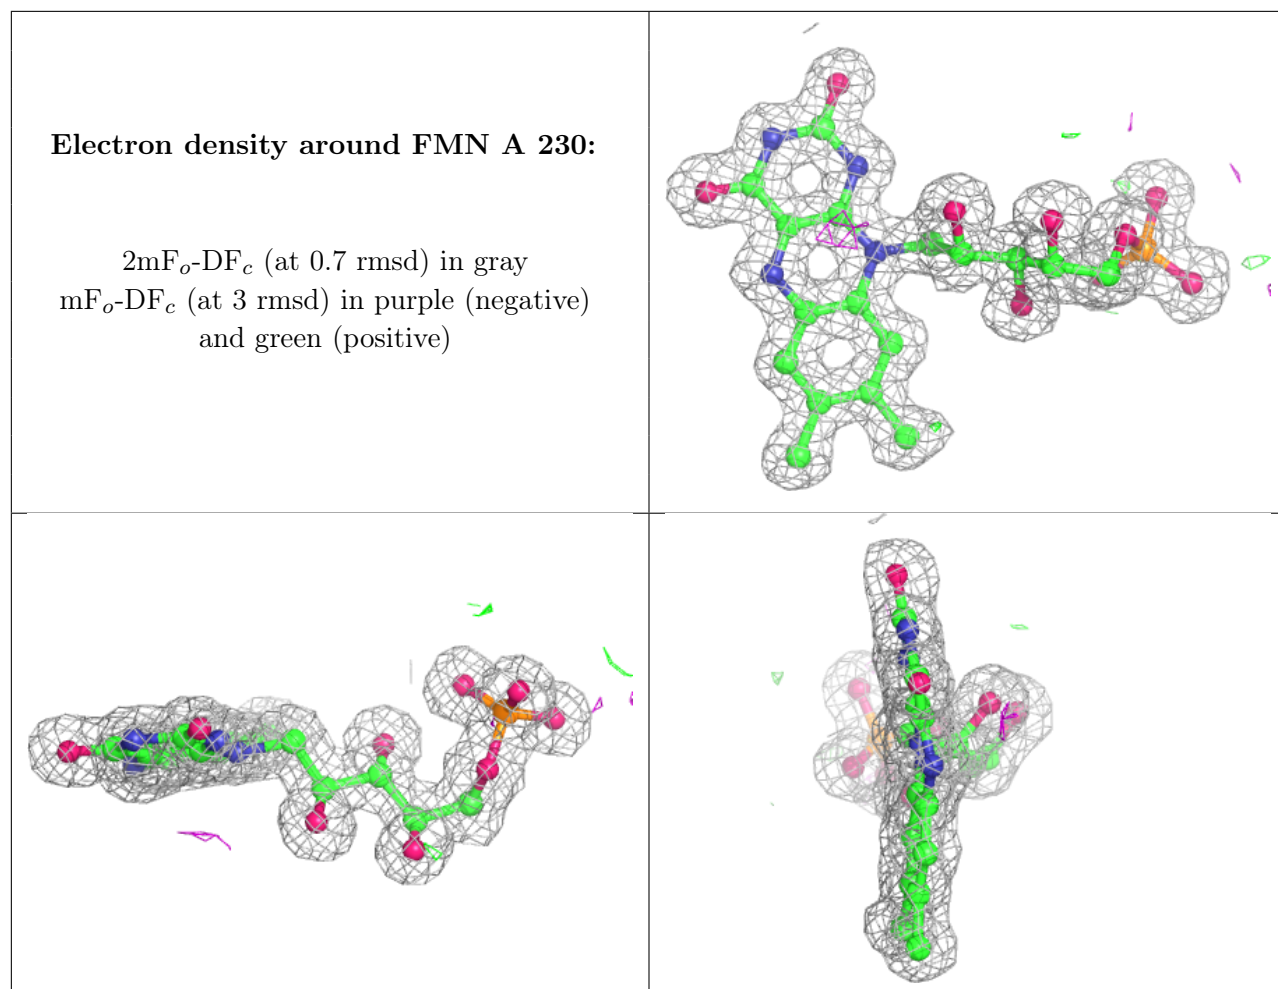 Electron density around FMN A 230:
2mFₒ-DF𝒸 (at 0.7 rmsd) in gray
mFₒ-DF𝒸 (at 3 rmsd) in purple (negative)
and green (positive)